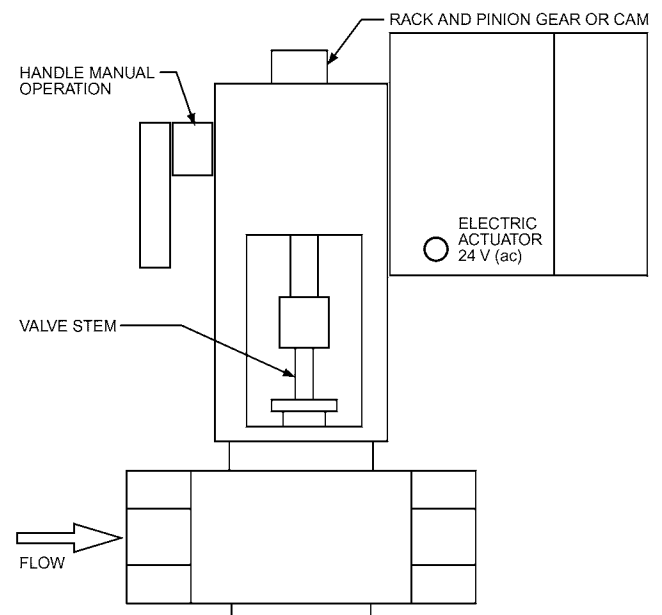 RACK AND PINION GEAR OR CAM
HANDLE MANUAL
OPERATION
ELECTRIC
ACTUATOR
24 V (ac)
VALVE STEM
FLOW